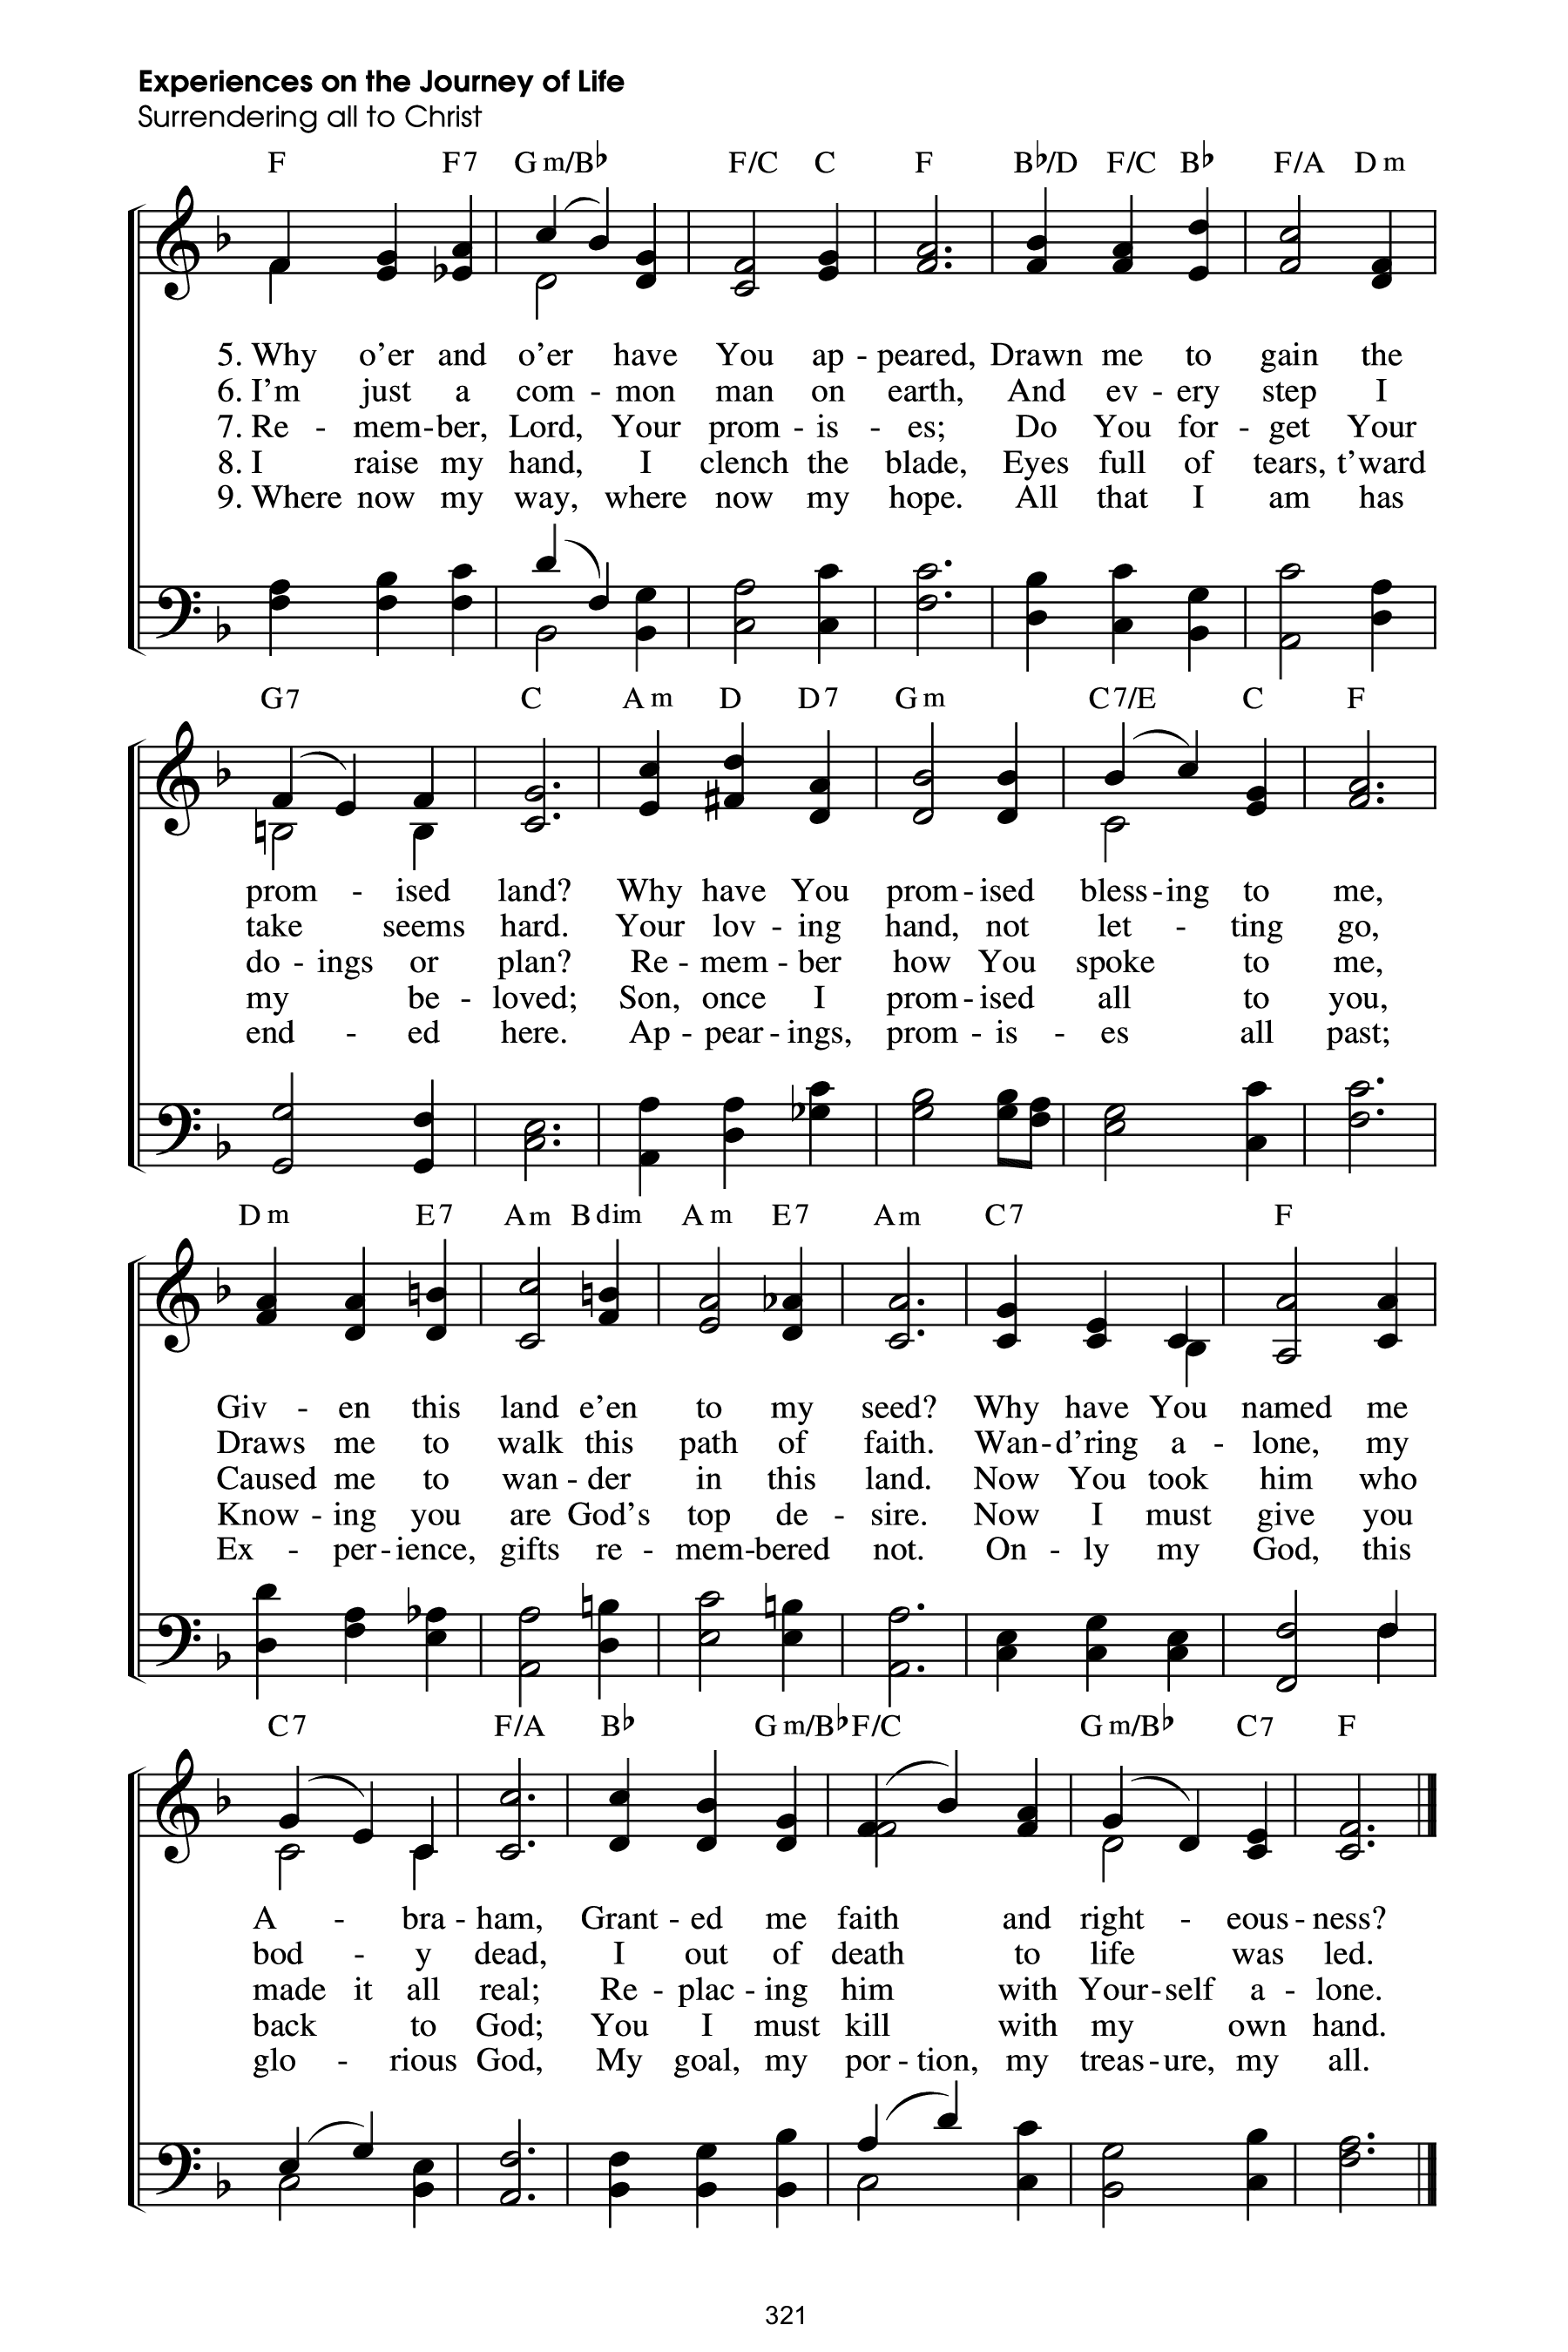 Experiences on the Journey of Life
Surrendering all to Christ
F F7 Gm/B♭ F/C C F B♭/D F/C B♭ F/A Dm
5. Why o’er and o’er have You ap - peared, Drawn me to gain the
6. I’m just a com - mon man on earth, And ev - ery step I
7. Re - mem - ber, Lord, Your prom - is - es; Do You for - get Your
8. I raise my hand, I clench the blade, Eyes full of tears, t’ward
9. Where now my way, where now my hope. All that I am has
G7 C Am D D7 Gm C7/E C F
prom - ised land? Why have You prom - ised bless - ing to me,
take seems hard. Your lov - ing hand, not let - ting go,
do - ings or plan? Re - mem - ber how You spoke to me,
my be - loved; Son, once I prom - ised all to you,
end - ed here. Ap - pear - ings, prom - is - es all past;
Dm E7 Am Bdim Am E7 Am C7 F
Giv - en this land e’en to my seed? Why have You named me
Draws me to walk this path of faith. Wan - d’ring a - lone, my
Caused me to wan - der in this land. Now You took him who
Know - ing you are God’s top de - sire. Now I must give you
Ex - per - ience, gifts re - mem - bered not. On - ly my God, this
C7 F/A B♭ Gm/B♭ F/C Gm/B♭ C7 F
A - bra - ham, Grant - ed me faith and right - eous - ness?
bod - y dead, I out of death to life was led.
made it all real; Re - plac - ing him with Your - self a - lone.
back to God; You I must kill with my own hand.
glo - rious God, My goal, my por - tion, my treas - ure, my all.
321